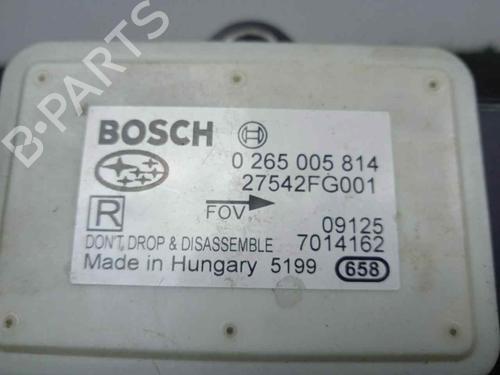 B-PARTS
BOSCH
0 265 005 814
27542FG001
R
FOV
09125
DON'T DROP & DISASSEMBLE 7014162
Made in Hungary 5199 658